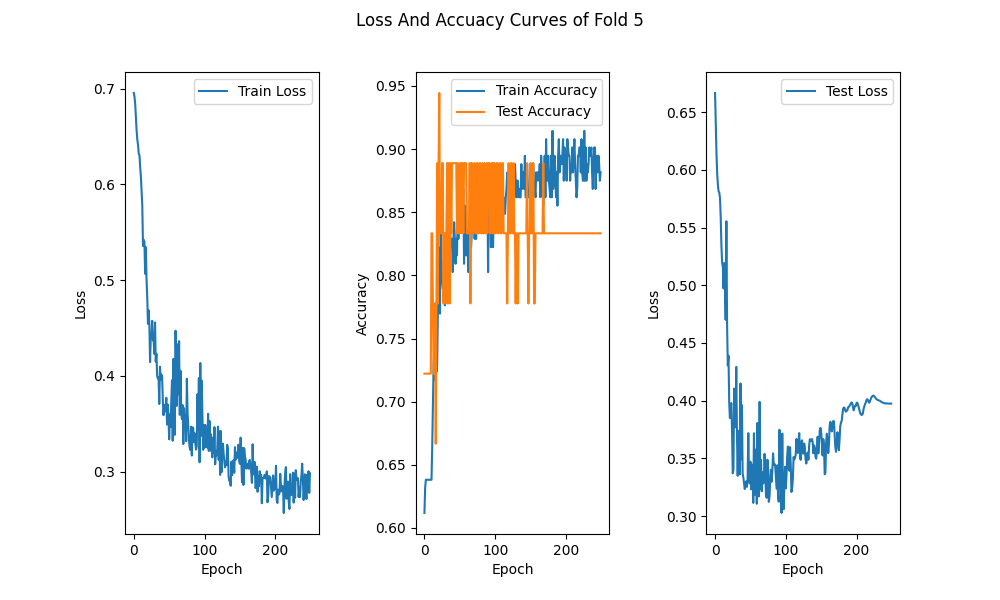 Loss And Accuacy Curves of Fold 5
Train Loss
0.7
0.6
0.5
0.4
0.3
Loss
0 100 200
Epoch
Train Accuracy
Test Accuracy
0.95
0.90
0.85
0.80
0.75
0.70
0.65
0.60
Accuracy
0 100 200
Epoch
Test Loss
0.65
0.60
0.55
0.50
0.45
0.40
0.35
0.30
Loss
0 100 200
Epoch